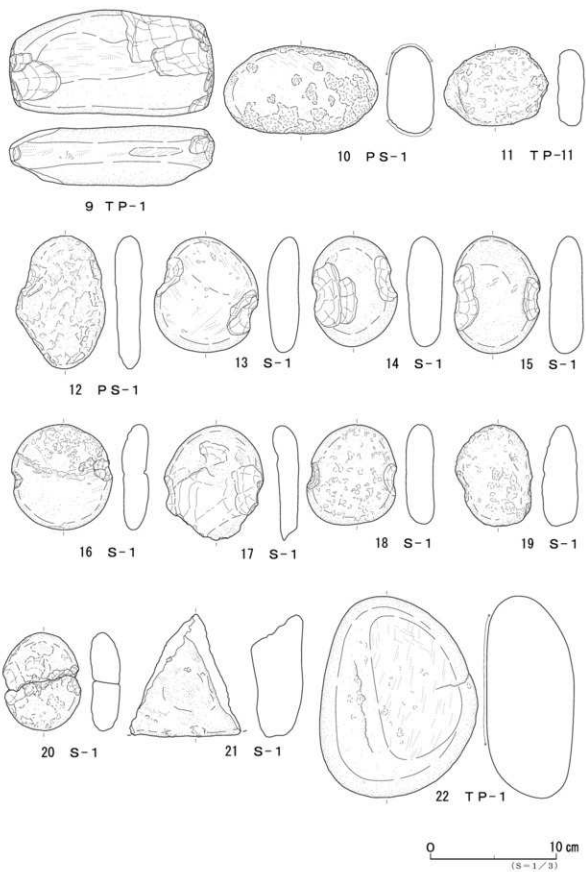 9 TP-1
10 PS-1
11 TP-11
12 PS-1
13 S-1
14 S-1
15 S-1
16 S-1
17 S-1
18 S-1
19 S-1
20 S-1
21 S-1
22 TP-1
0 10 cm
(S=1/3)